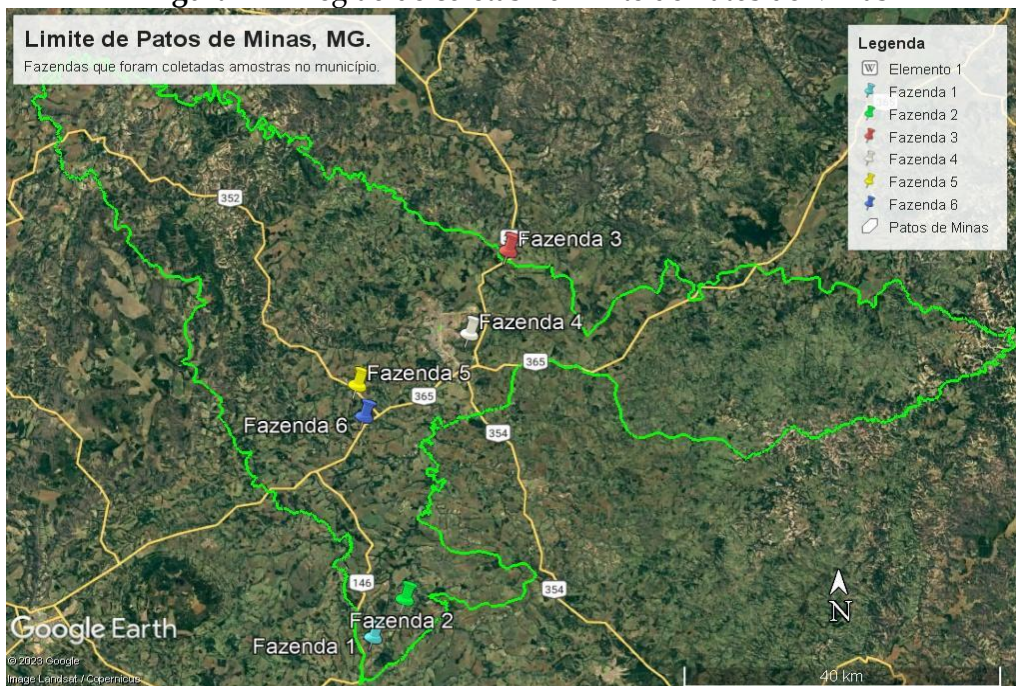 Limite de Patos de Minas, MG.
Fazendas que foram coletadas amostras no município.
Legenda
W Elemento 1
Fazenda 1
Fazenda 2
Fazenda 3
Fazenda 4
Fazenda 5
Fazenda 6
Patos de Minas
352
Fazenda 3
Fazenda 4
365
Fazenda 5
365
Fazenda 6
354
146
354
Fazenda 2
Fazenda 1
N
Google Earth
© 2023 Google
Image Landsat / Copernicus
40 km